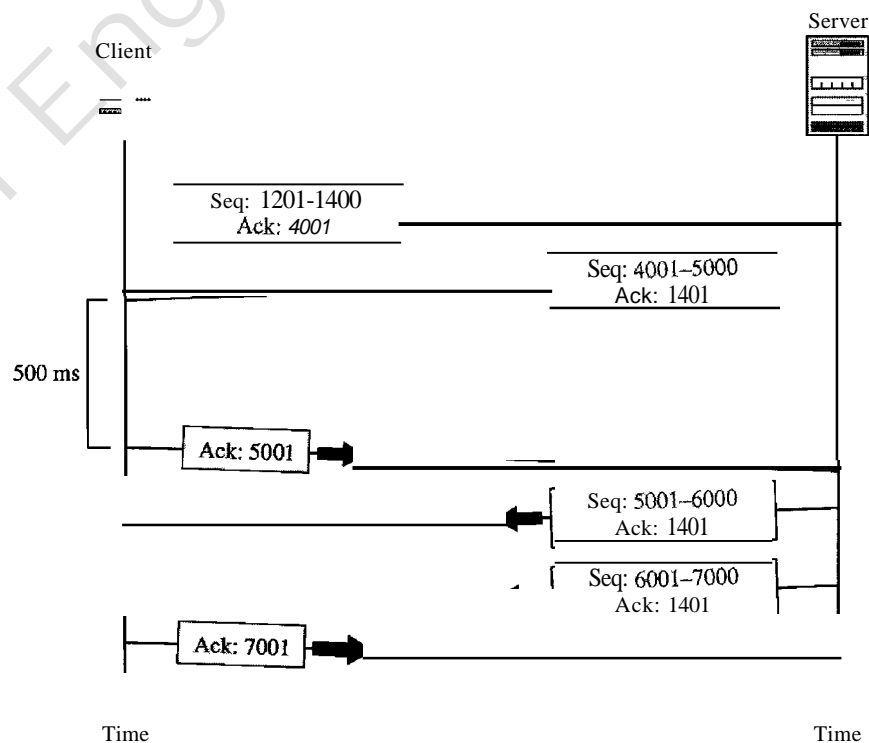 Server
Client
Seq: 1201-1400
Ack: 4001
Seq: 4001–5000
Ack: 1401
500 ms
Ack: 5001
Seq: 5001–6000
Ack: 1401
Seq: 6001–7000
Ack: 1401
Ack: 7001
Time
Time